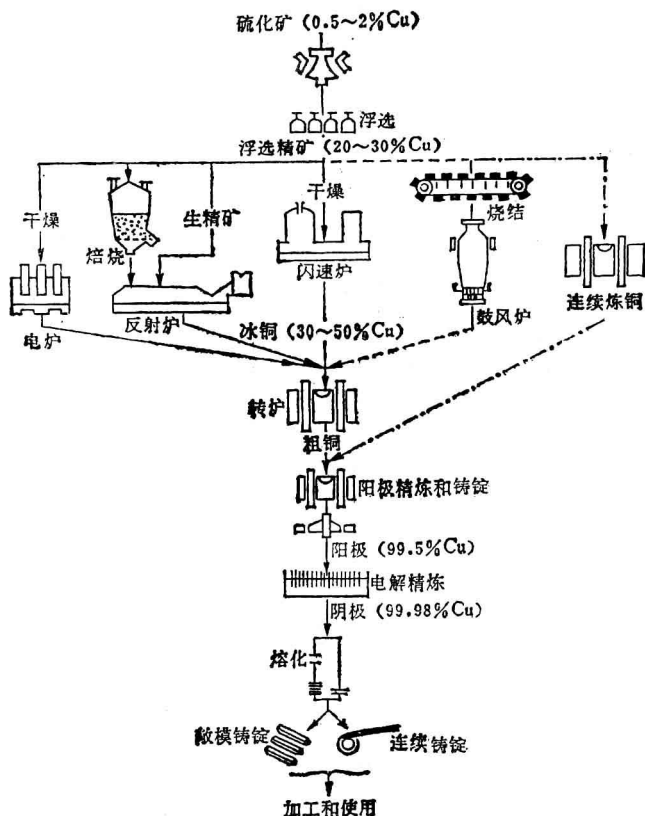 硫化矿 (0.5～2%Cu)
浮选
浮选精矿 (20～30%Cu)
干燥
焙烧
生精矿
干燥
烧结
电炉
反射炉
闪速炉
鼓风炉
连续炼铜
冰铜 (30～50%Cu)
转炉
粗铜
阳极精炼和铸锭
阳极 (99.5%Cu)
电解精炼
阴极 (99.98%Cu)
熔化
敞模铸锭
连续铸锭
加工和使用